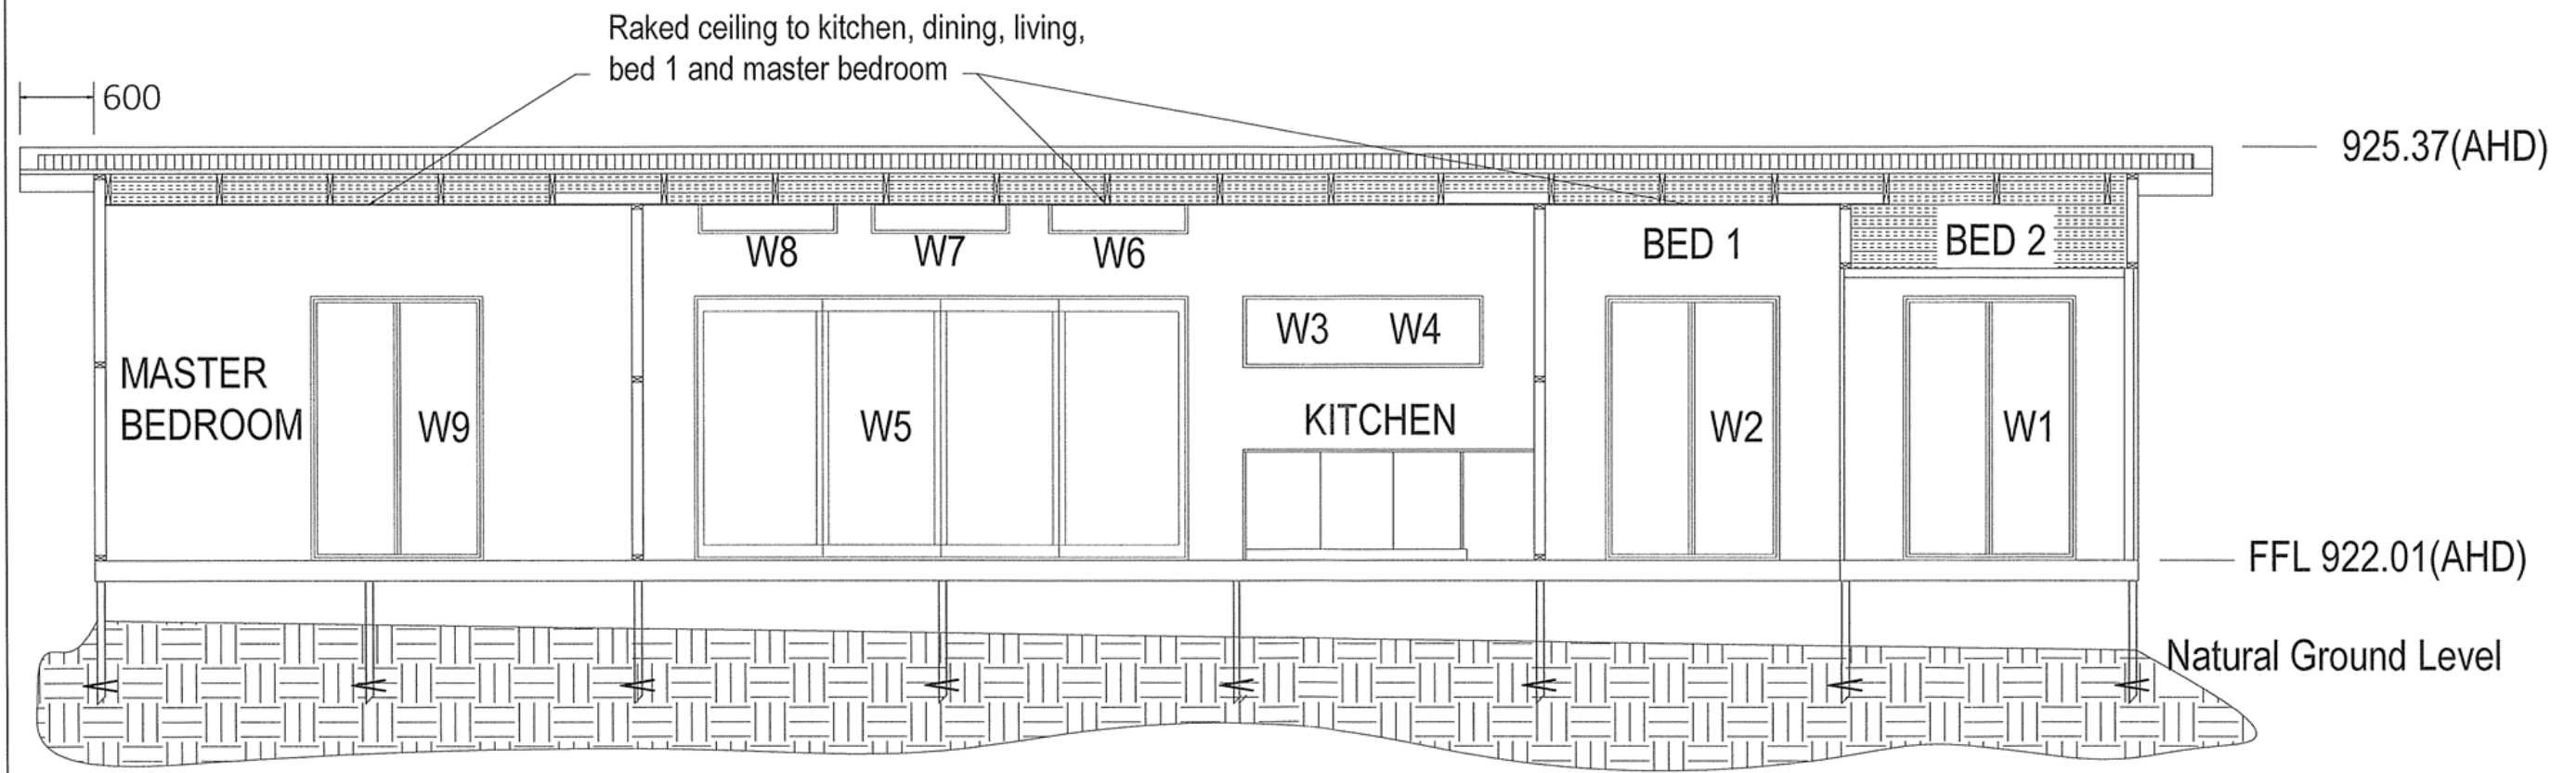 Raked ceiling to kitchen, dining, living,
bed 1 and master bedroom
600
925.37(AHD)
W8
W7
W6
BED 1
BED 2
W3
W4
MASTER
BEDROOM
W9
W5
KITCHEN
W2
W1
FFL 922.01(AHD)
Natural Ground Level